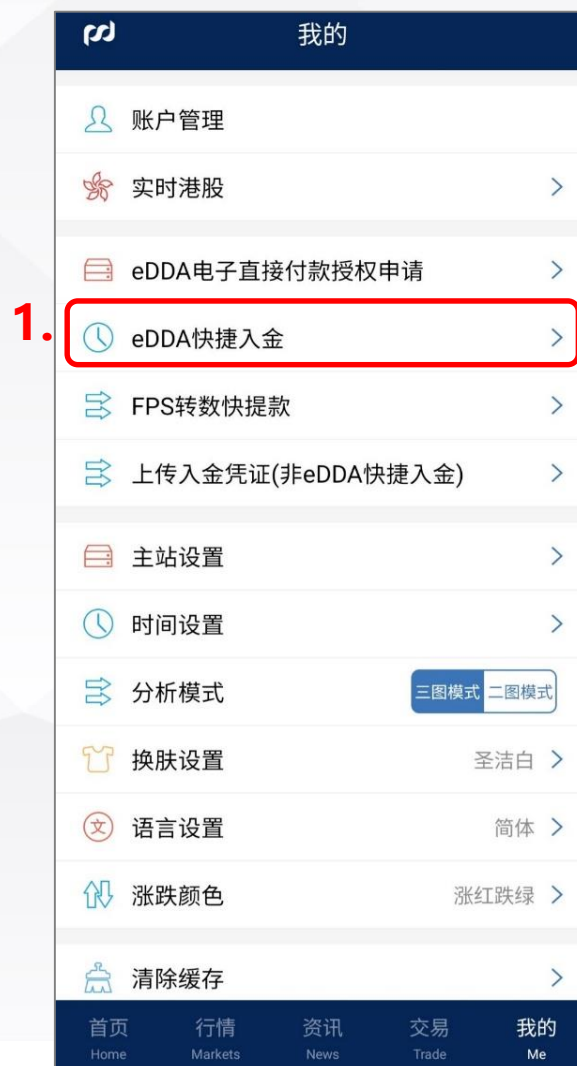 我的
账户管理
实时港股
eDDA电子直接付款授权申请
1.
eDDA快捷入金
FPS转数快提款
上传入金凭证(非eDDA快捷入金)
主站设置
时间设置
分析模式 三图模式 二图模式
换肤设置 圣洁白
文 语言设置 简体
涨跌颜色 涨红跌绿
清除缓存
首页 行情 资讯 交易 我的
Home Markets News Trade Me